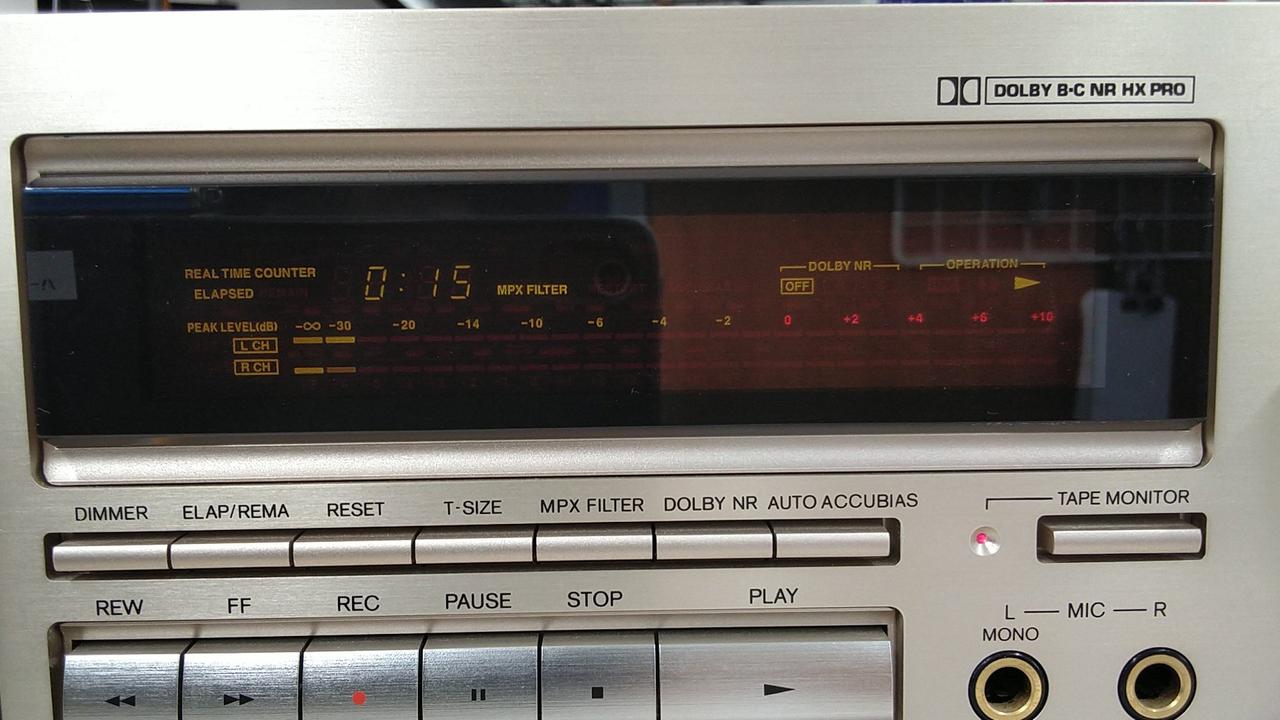 DOLBY B·C NR HX PRO
REAL TIME COUNTER
ELAPSED
0:15
MPX FILTER
DOLBY NR
OFF
OPERATION
PEAK LEVEL(dB) -∞ -30 -20 -14 -10 -6 -4 -2 0 +2 +4 +6 +10
L CH
R CH
DIMMER ELAP/REMA RESET T-SIZE MPX FILTER DOLBY NR AUTO ACCUBIAS
TAPE MONITOR
REW FF REC PAUSE STOP PLAY
L MIC R
MONO